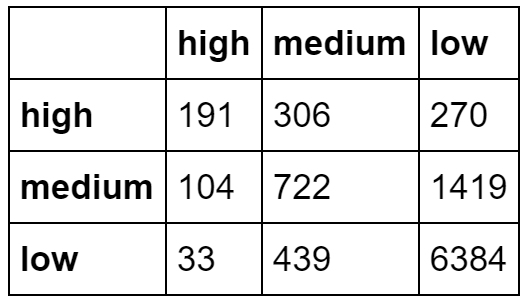 high medium low
high 191 306 270
medium 104 722 1419
low 33 439 6384